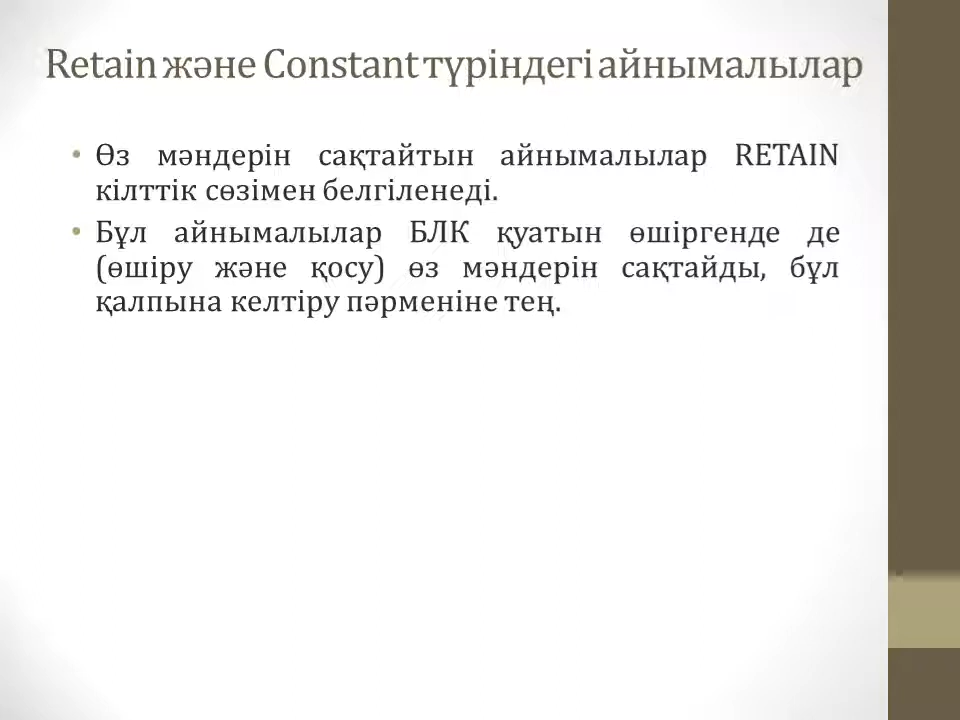 Retain және Constant түріндегі айнымалылар
• Өз мәндерін сақтайтын айнымалылар RETAIN
кілттік сөзімен белгіленеді.
• Бұл айнымалылар БЛК қуатын өшіргенде де
(өшіру және қосу) өз мәндерін сақтайды, бұл
қалпына келтіру пәрменіне тең.